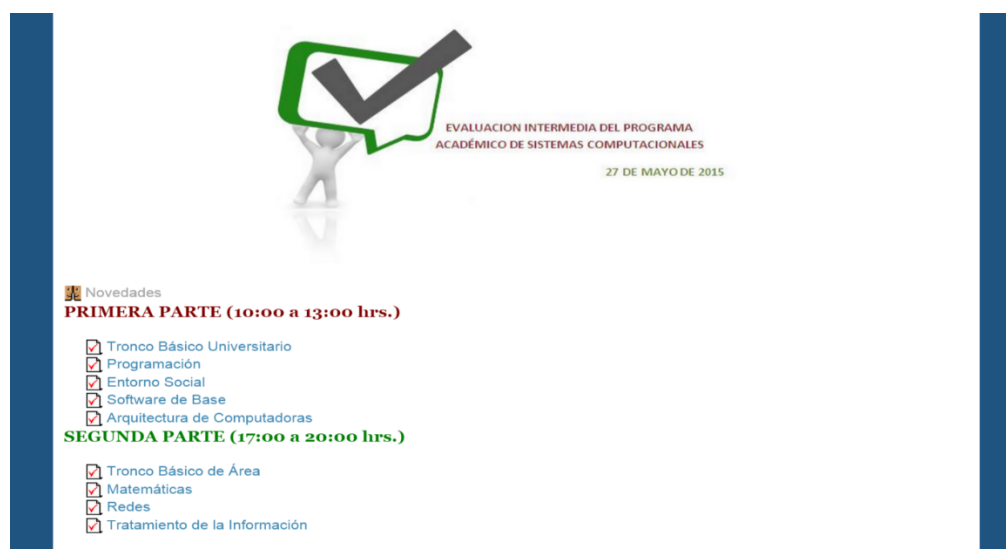 EVALUACION INTERMEDIA DEL PROGRAMA
ACADÉMICO DE SISTEMAS COMPUTACIONALES
27 DE MAYO DE 2015
Novedades
PRIMERA PARTE (10:00 a 13:00 hrs.)
Tronco Básico Universitario
Programación
Entorno Social
Software de Base
Arquitectura de Computadoras
SEGUNDA PARTE (17:00 a 20:00 hrs.)
Tronco Básico de Área
Matemáticas
Redes
Tratamiento de la Información